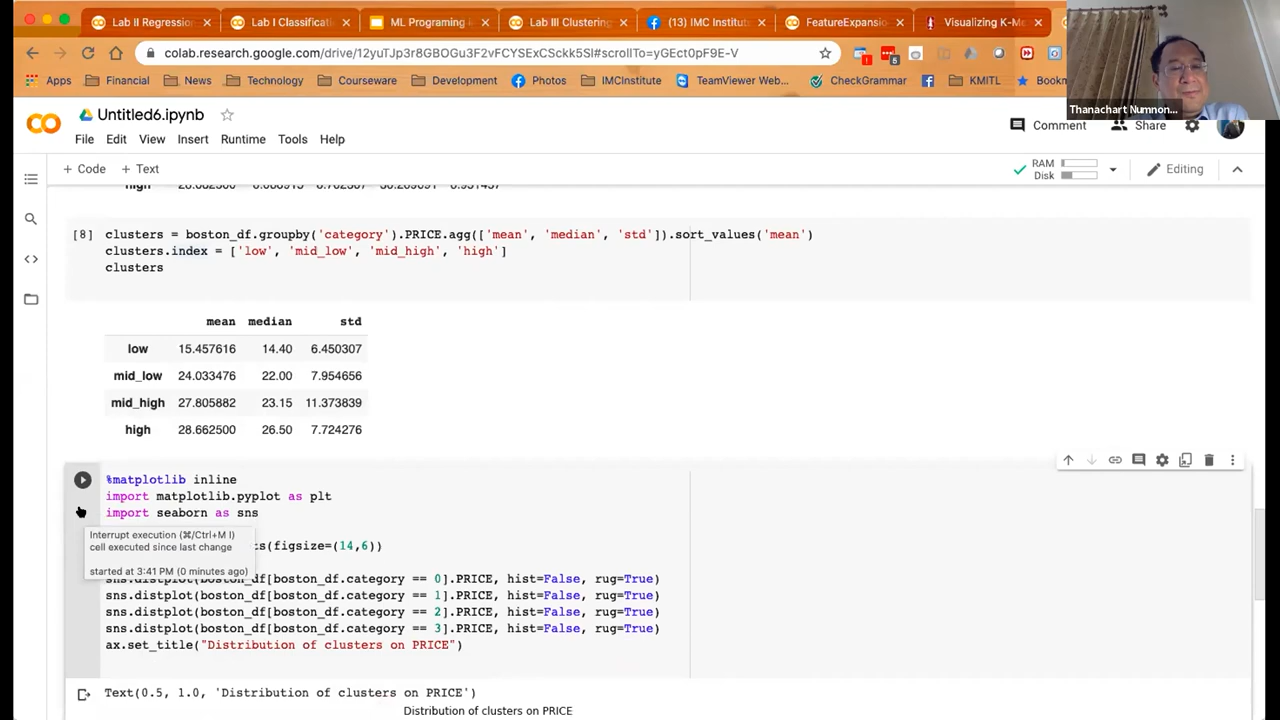 Lab II Regressio
Lab I Classificati
ML Programing i
Lab III Clustering
(13) IMC Institut
FeatureExpansio
Visualizing K-Me
colab.research.google.com/drive/12yuTJp3r8GBOGu3F2vFCYSExCSckk5SI#scrollTo=yGEct0pF9E-V
5
Apps
Financial
News
Technology
Courseware
Development
Photos
IMCInstitute
TeamViewer Web...
CheckGrammar
KMITL
Bookm
Thanachart Numnon...
Untitled6.ipynb
Comment
Share
File Edit View Insert Runtime Tools Help
+ Code + Text
RAM
Disk
Editing
high
[8] clusters = boston_df.groupby('category').PRICE.agg(['mean', 'median', 'std']).sort_values('mean')
clusters.index = ['low', 'mid_low', 'mid_high', 'high']
clusters
mean median std
low 15.457616 14.40 6.450307
mid_low 24.033476 22.00 7.954656
mid_high 27.805882 23.15 11.373839
high 28.662500 26.50 7.724276
%matplotlib inline
import matplotlib.pyplot as plt
import seaborn as sns
Interrupt execution (⌘/Ctrl+M I)
cell executed since last change
started at 3:41 PM (0 minutes ago)
ts(figsize=(14,6))
sns.distplot(boston_df[boston_df.category == 0].PRICE, hist=False, rug=True)
sns.distplot(boston_df[boston_df.category == 1].PRICE, hist=False, rug=True)
sns.distplot(boston_df[boston_df.category == 2].PRICE, hist=False, rug=True)
sns.distplot(boston_df[boston_df.category == 3].PRICE, hist=False, rug=True)
ax.set_title("Distribution of clusters on PRICE")
Text(0.5, 1.0, 'Distribution of clusters on PRICE')
Distribution of clusters on PRICE